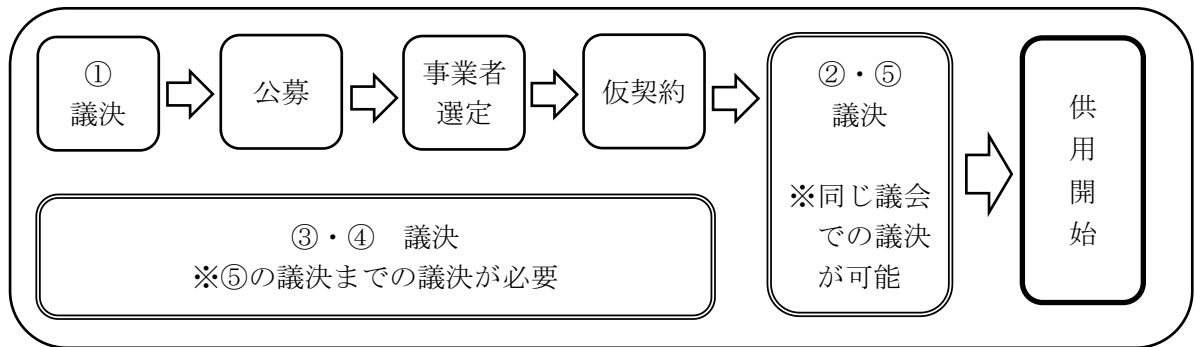 ①
議決
公募
事業者
選定
仮契約
②・⑤
議決
※同じ議会
での議決
が可能
供
用
開
始
③・④　議決
※⑤の議決までの議決が必要